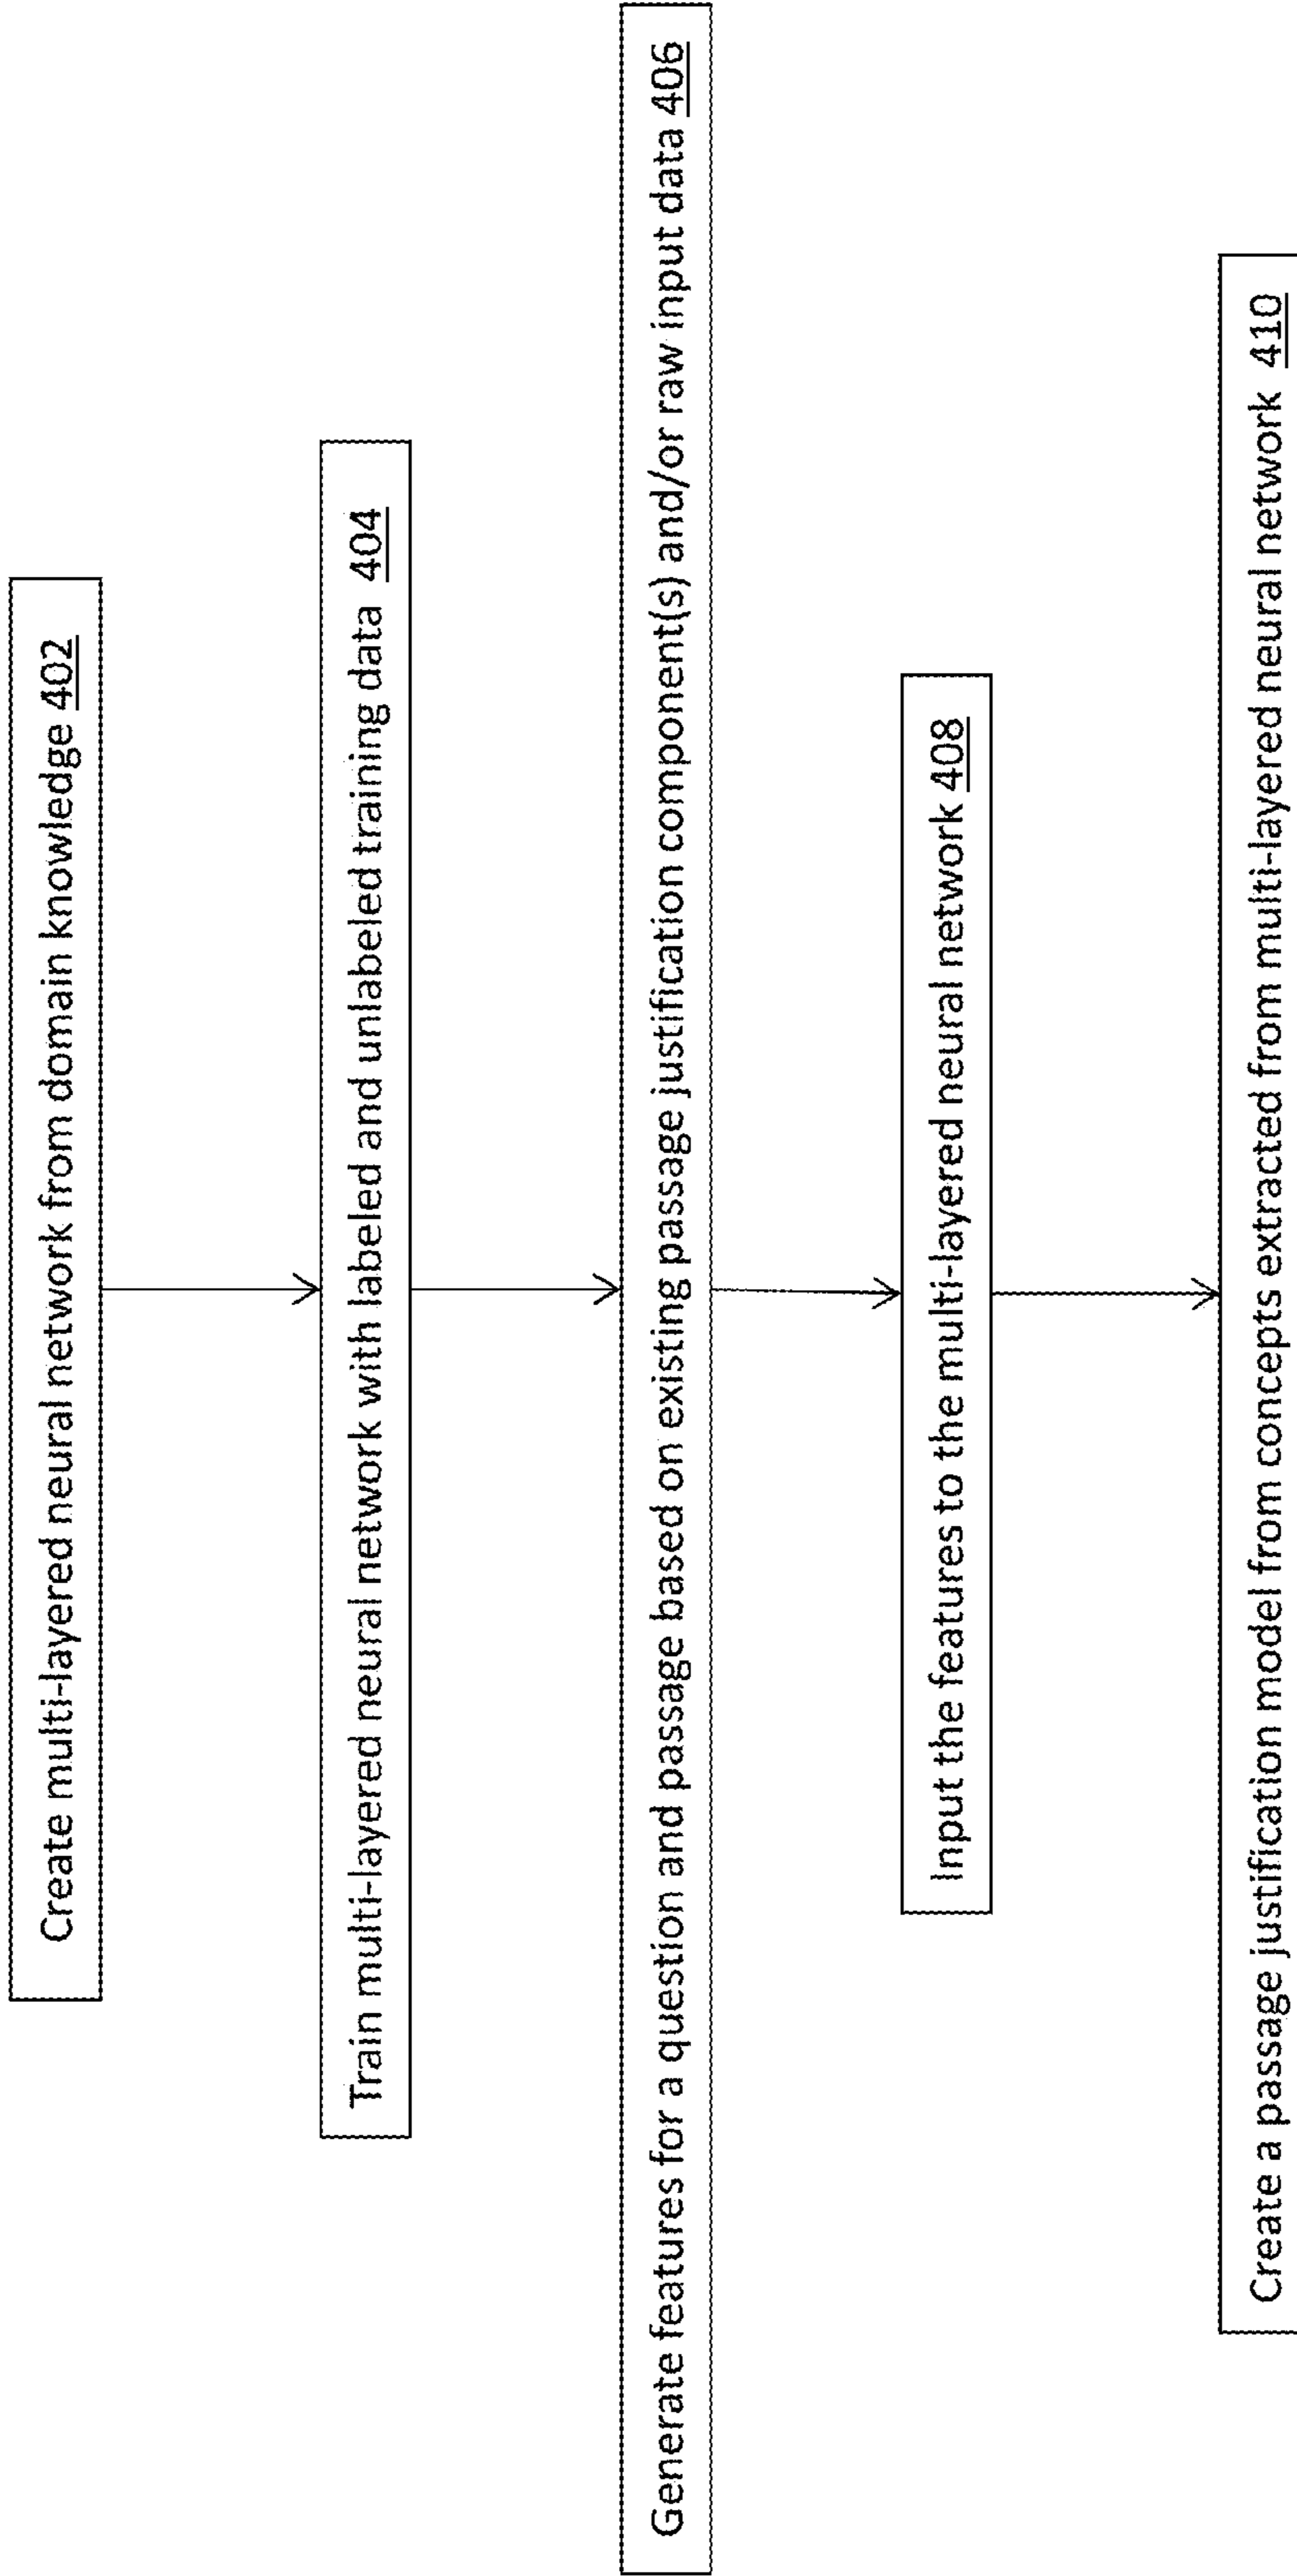 Create multi-layered neural network from domain knowledge 402
Train multi-layered neural network with labeled and unlabeled training data 404
Generate features for a question and passage based on existing passage justification component(s) and/or raw input data 406
Input the features to the multi-layered neural network 408
Create a passage justification model from concepts extracted from multi-layered neural network 410